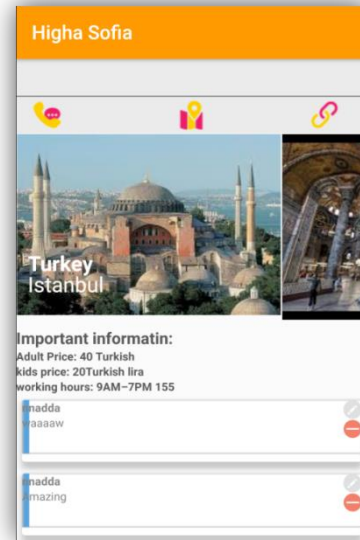 Higha Sofia
Turkey
Istanbul
Important informatin:
Adult Price: 40 Turkish
kids price: 20Turkish lira
working hours: 9AM–7PM 155
nadda
waaaaw
nadda
Amazing